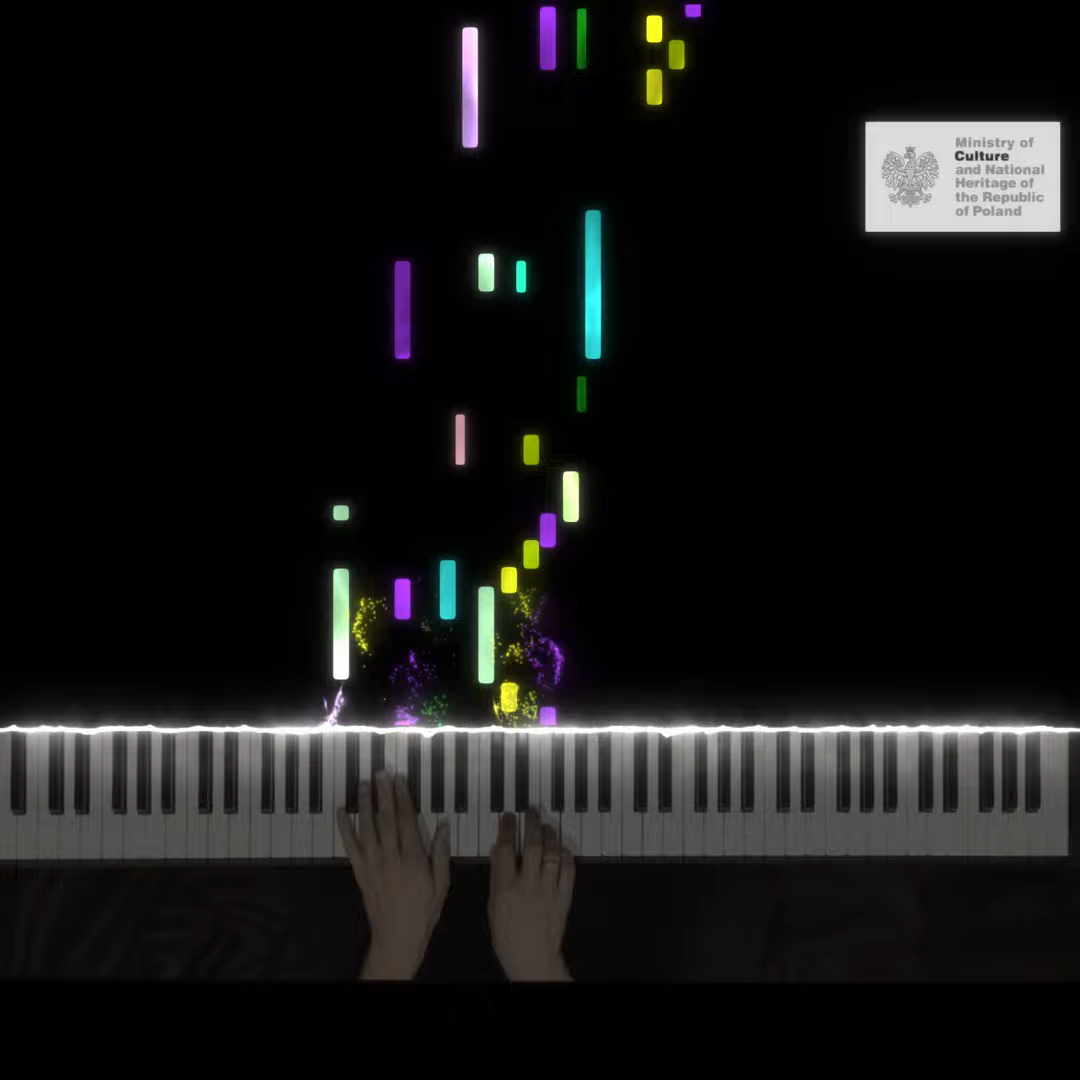 Ministry of
Culture
and National
Heritage of
the Republic
of Poland